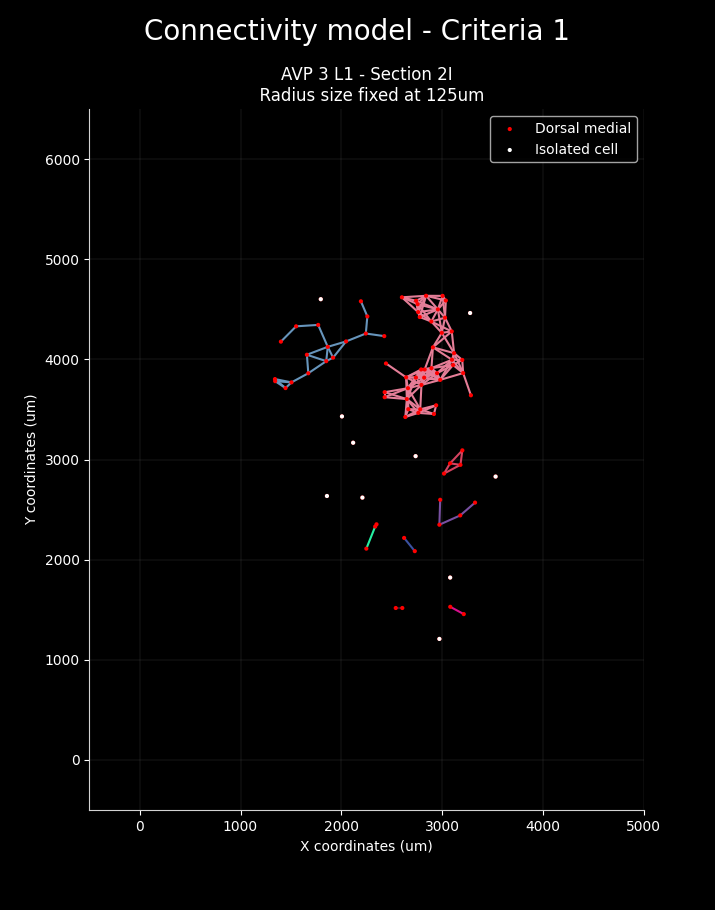 Connectivity model - Criteria 1
AVP 3 L1 - Section 2I
Radius size fixed at 125um
Dorsal medial
Isolated cell
6000
5000
4000
3000
2000
1000
0
Y coordinates (um)
0 1000 2000 3000 4000 5000
X coordinates (um)